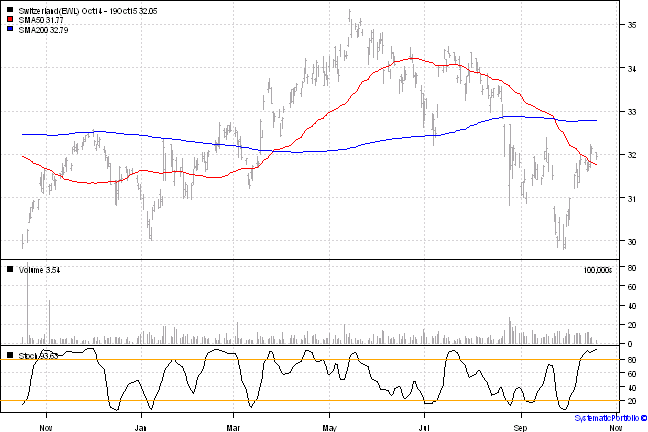 Switzerland(EWL) Oct14 - 19Oct15 32.05
SMA50 31.77
SMA200 32.79
35
34
33
32
31
30
Volume 3.54
100,000s
80
60
40
20
0
Stoch 93.63
80
60
40
20
Nov Jan Mar May Jul Sep Nov
SystematicPortfolio ©